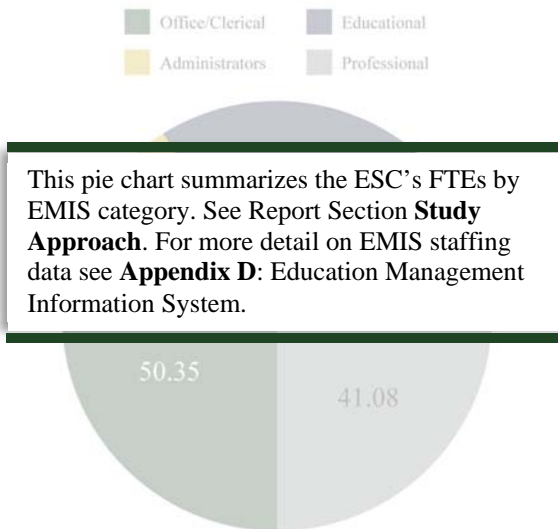 Office/Clerical Educational
Administrators Professional
This pie chart summarizes the ESC’s FTEs by
EMIS category. See Report Section Study
Approach. For more detail on EMIS staffing
data see Appendix D: Education Management
Information System.
50.35
41.08